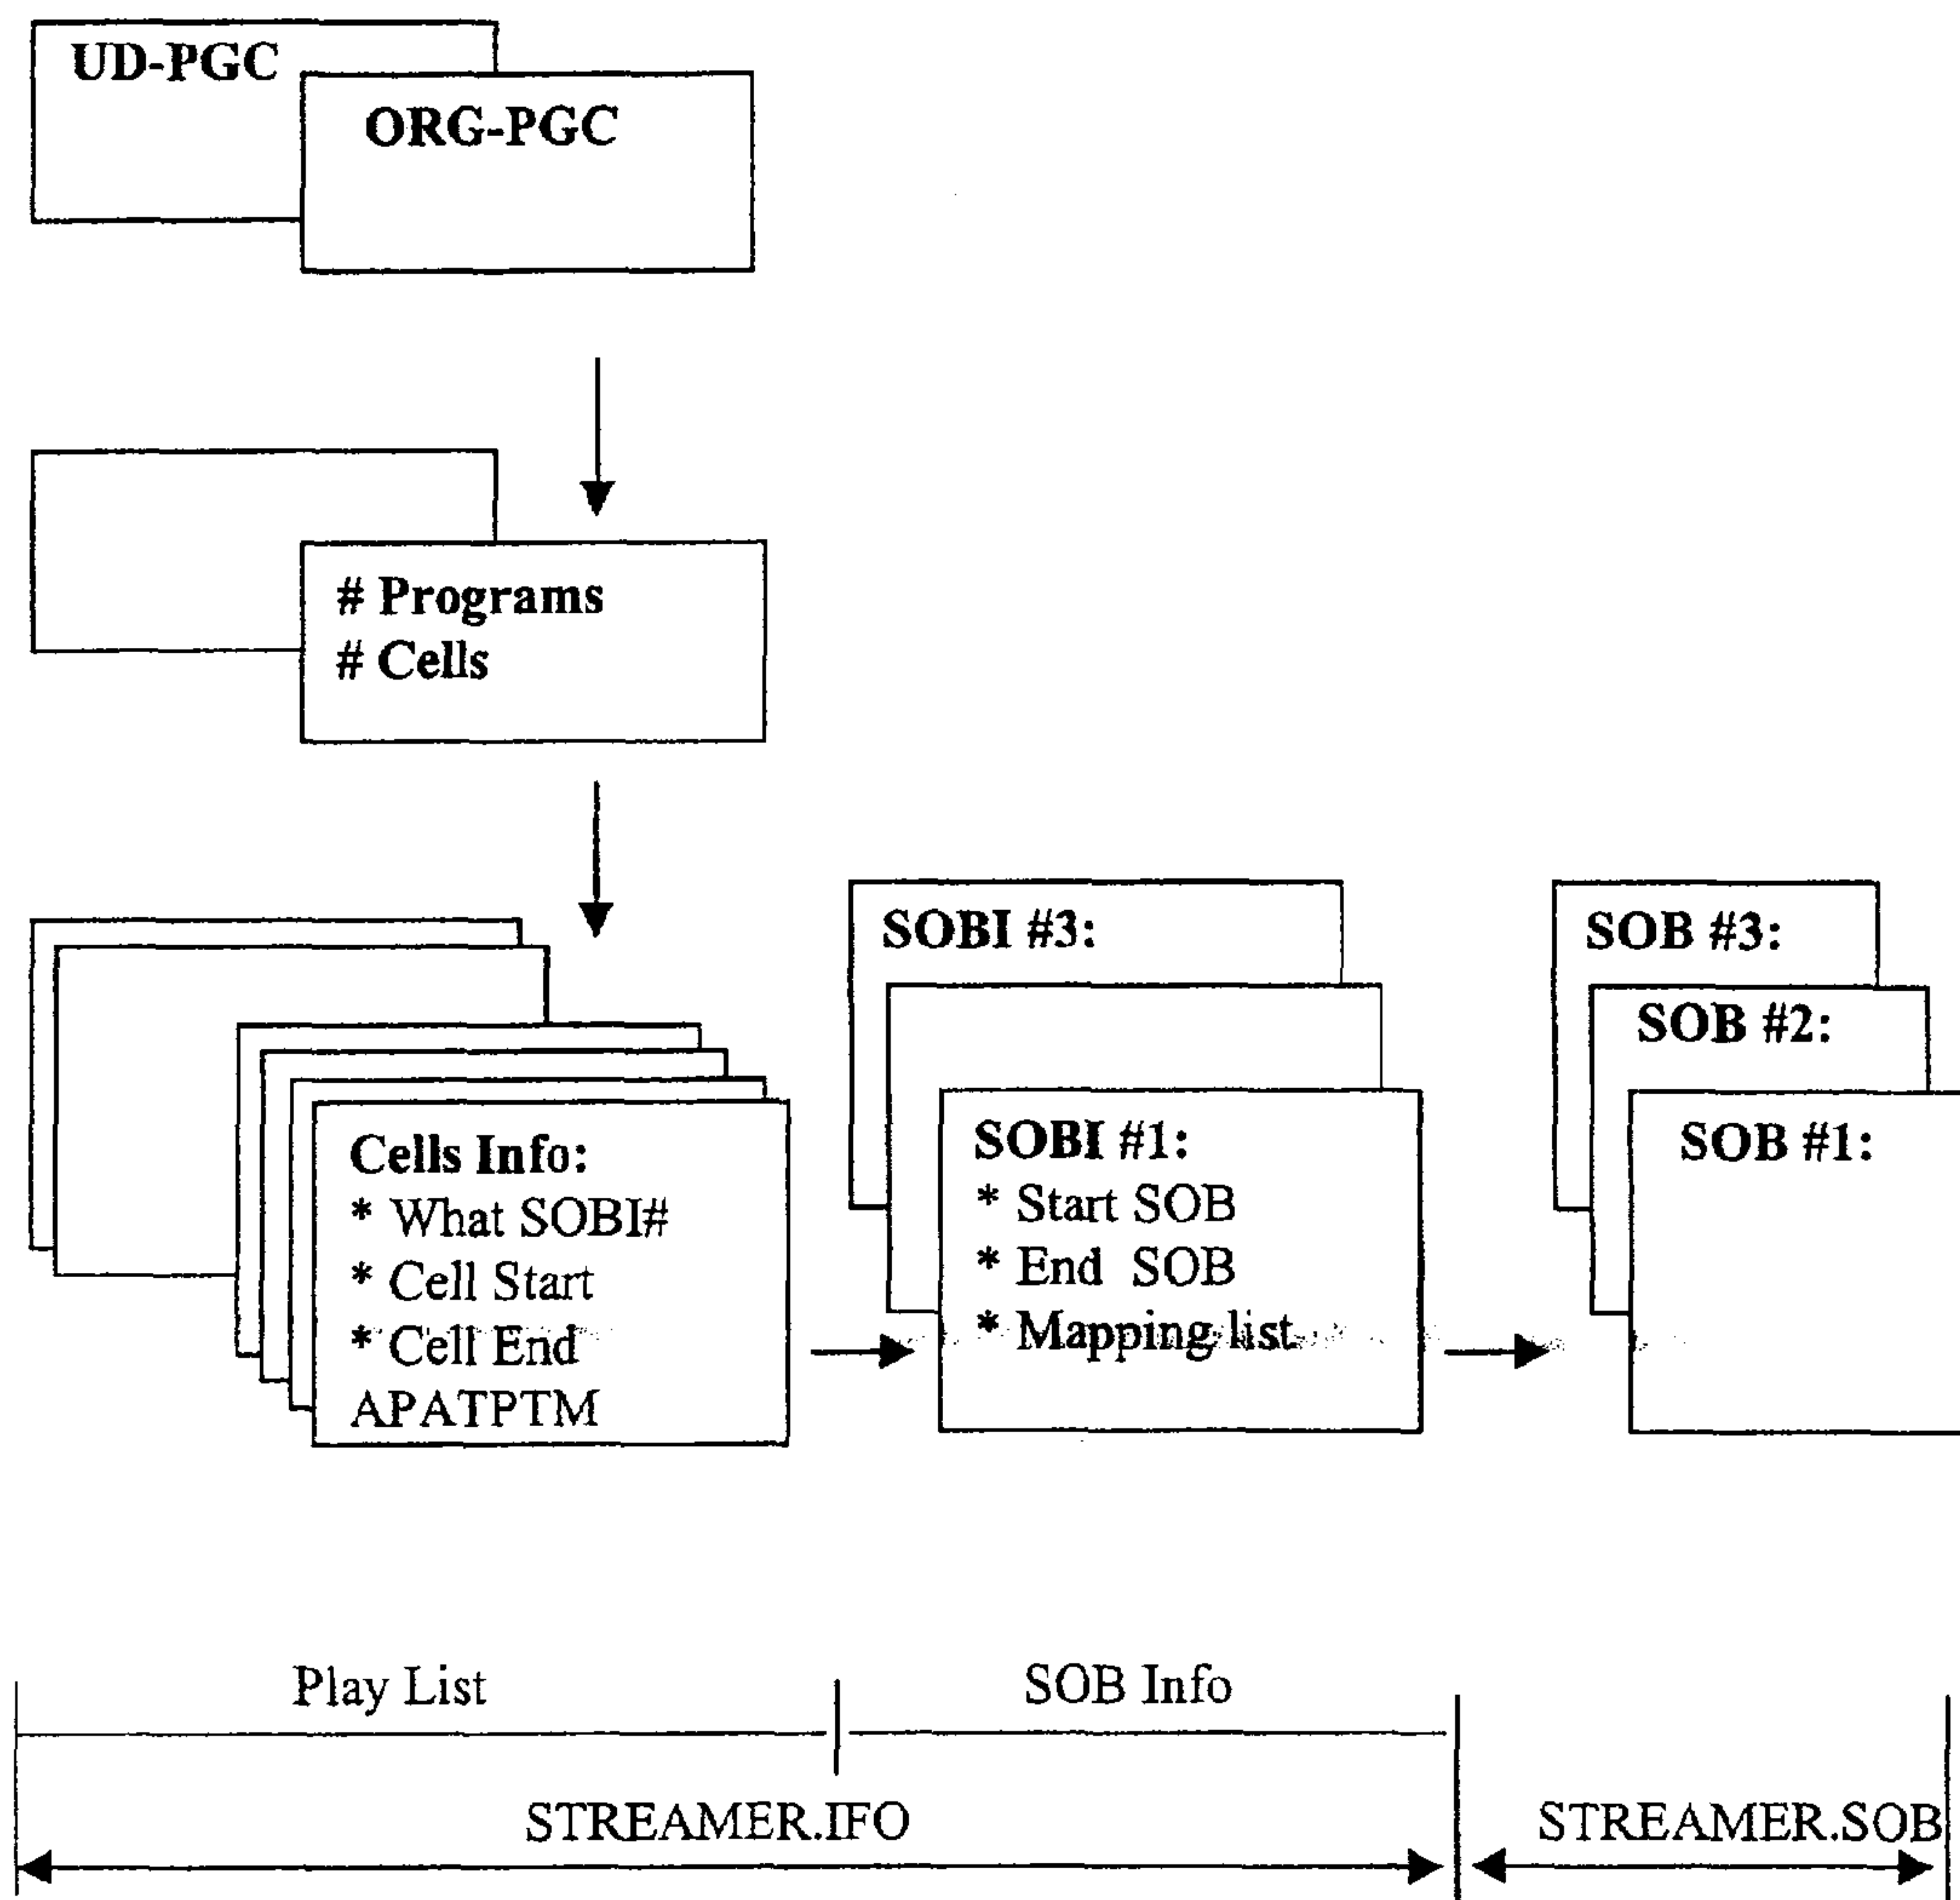 UD-PGC
ORG-PGC
# Programs
# Cells
Cells Info:
* What SOBI#
* Cell Start
* Cell End
APATPTM
SOBI #3:
SOBI #1:
* Start SOB
* End SOB
* Mapping list
SOB #3:
SOB #2:
SOB #1:
Play List
SOB Info
STREAMER.IFO
STREAMER.SOB